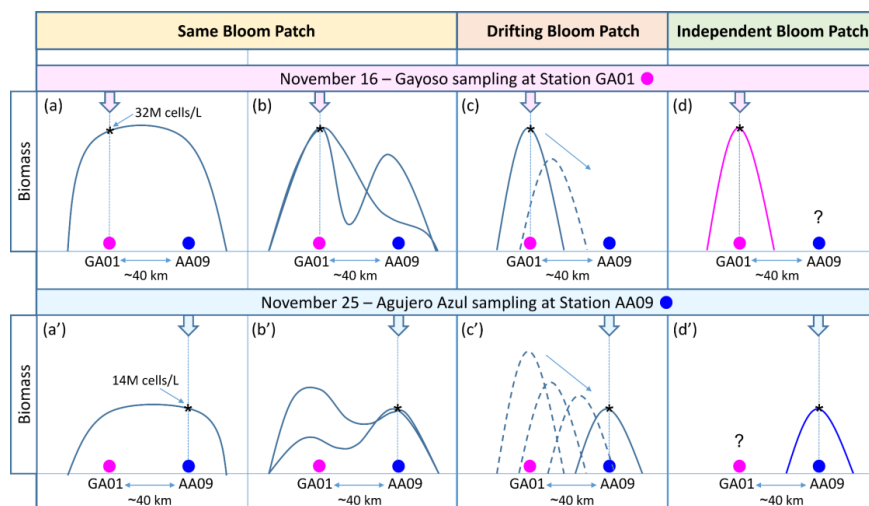 Same Bloom Patch
Drifting Bloom Patch
Independent Bloom Patch
November 16 – Gayoso sampling at Station GA01
Biomass
(a)
32M cells/L
*
GA01
AA09
~40 km
(b)
*
GA01
AA09
~40 km
(c)
*
GA01
AA09
~40 km
(d)
*
?
GA01
AA09
~40 km
November 25 – Agujero Azul sampling at Station AA09
Biomass
(a’)
14M cells/L
*
GA01
AA09
~40 km
(b’)
*
GA01
AA09
~40 km
(c’)
*
GA01
AA09
~40 km
(d’)
*
?
GA01
AA09
~40 km